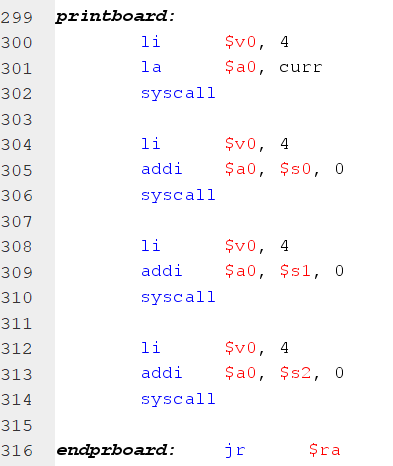 299 printboard:
300 li $v0, 4
301 la $a0, curr
302 syscall
303
304 li $v0, 4
305 addi $a0, $s0, 0
306 syscall
307
308 li $v0, 4
309 addi $a0, $s1, 0
310 syscall
311
312 li $v0, 4
313 addi $a0, $s2, 0
314 syscall
315
316 endprboard: jr $ra